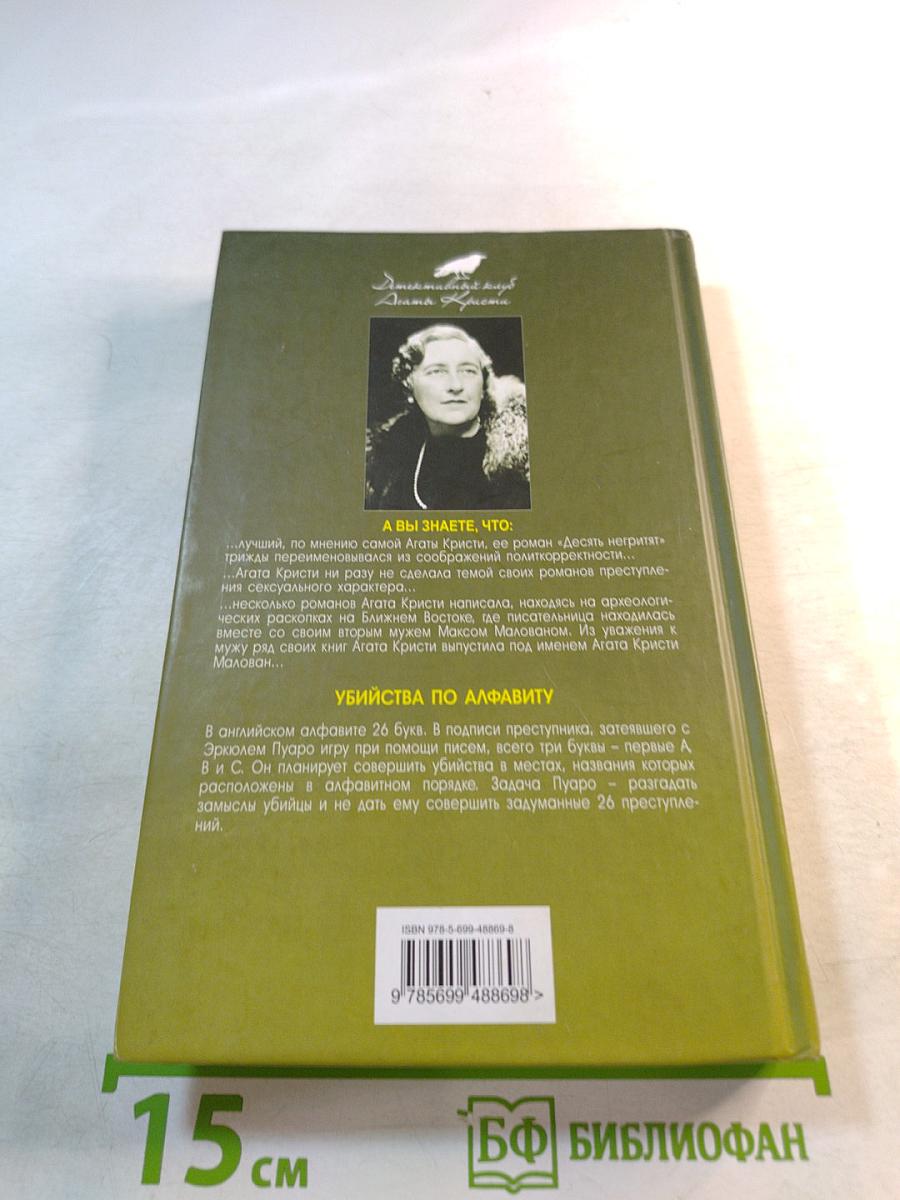 Детективный клуб
Агаты Кристи
А ВЫ ЗНАЕТЕ, ЧТО:
...лучший, по мнению самой Агаты Кристи, ее роман «Десять негритят»
трижды переименовывался из соображений политкорректности...
...Агата Кристи ни разу не сделала темой своих романов преступле-
ния сексуального характера...
...несколько романов Агата Кристи написала, находясь на археологи-
ческих раскопках на Ближнем Востоке, где писательница находилась
вместе со своим вторым мужем Максом Малованом. Из уважения к
мужу ряд своих книг Агата Кристи выпустила под именем Агата Кристи
Малован...
УБИЙСТВА ПО АЛФАВИТУ
В английском алфавите 26 букв. В подписи преступника, затеявшего с
Эркюлем Пуаро игру при помощи писем, всего три буквы – первые A,
B и C. Он планирует совершить убийства в местах, названия которых
расположены в алфавитном порядке. Задача Пуаро – разгадать
замыслы убийцы и не дать ему совершить задуманные 26 преступле-
ний.
ISBN 978-5-699-48869-8
9 785699 488698 >
15 см
БФ БИБЛИОФАН